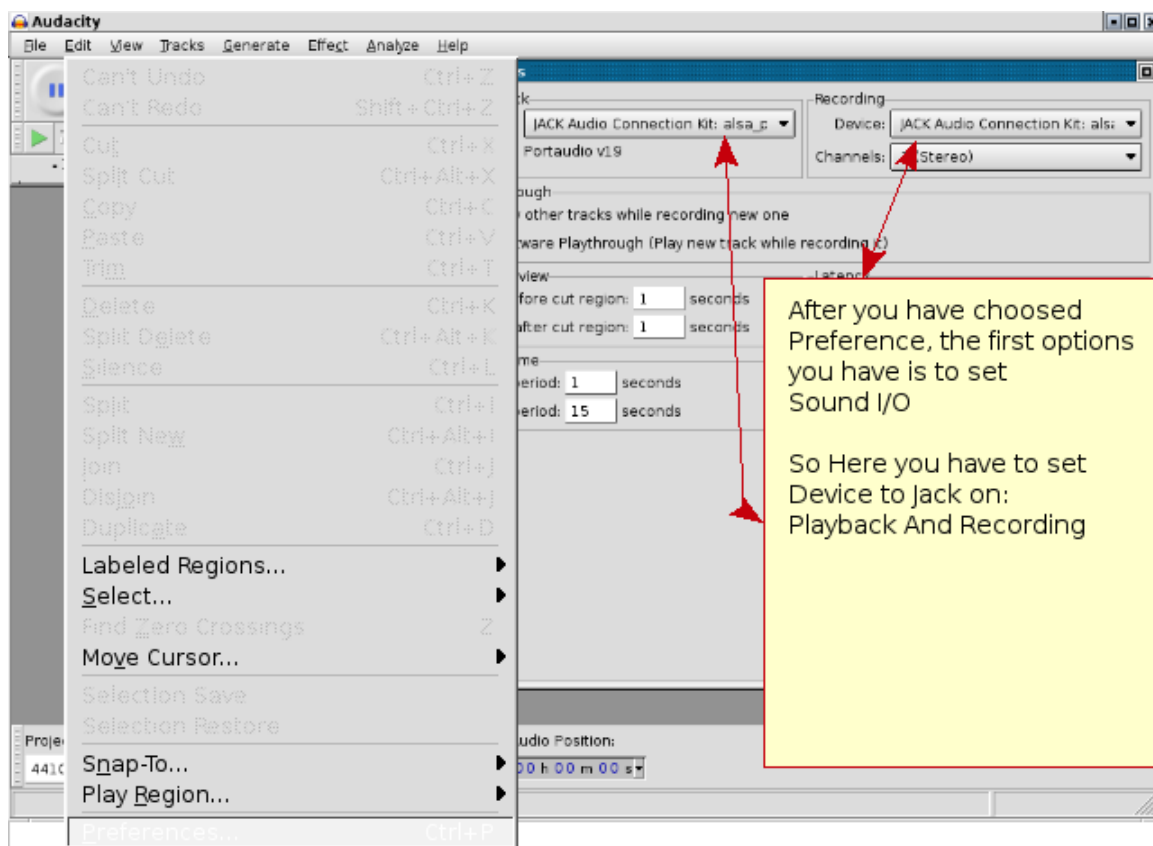 Audacity
File Edit View Tracks Generate Effect Analyze Help
Can't Undo Ctrl+Z
Can't Redo Shift+Ctrl+Z
Cut Ctrl+X
Split Cut Ctrl+Alt+X
Copy Ctrl+C
Paste Ctrl+V
Trim Ctrl+T
Delete Ctrl+K
Split Delete Ctrl+Alt+K
Silence Ctrl+L
Split Ctrl+I
Split New Ctrl+Alt+I
Join Ctrl+J
Disjoin Ctrl+Alt+J
Duplicate Ctrl+D
Labeled Regions...
Select...
Find Zero Crossings Z
Move Cursor...
Selection Save
Selection Restore
Snap-To...
Play Region...
Preferences... Ctrl+P
JACK Audio Connection Kit: alsa_p
Portaudio v19
Recording
Device: JACK Audio Connection Kit: alsa
Channels: (Stereo)
other tracks while recording new one
Playthrough (Play new track while recording it)
cut region: 1 seconds
after cut region: 1 seconds
period: 1 seconds
period: 15 seconds
Latency
After you have choosed
Preference, the first options
you have is to set
Sound I/O
So Here you have to set
Device to Jack on:
Playback And Recording
Audio Position:
00 h 00 m 00 s